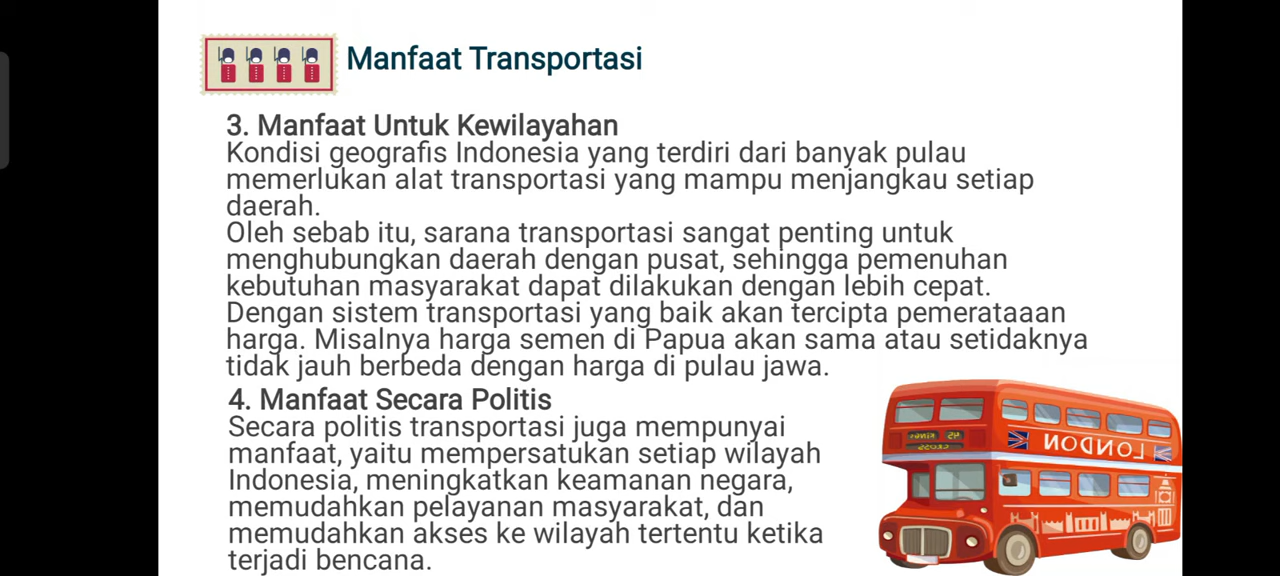 Manfaat Transportasi
3. Manfaat Untuk Kewilayahan
Kondisi geografis Indonesia yang terdiri dari banyak pulau
memerlukan alat transportasi yang mampu menjangkau setiap
daerah.
Oleh sebab itu, sarana transportasi sangat penting untuk
menghubungkan daerah dengan pusat, sehingga pemenuhan
kebutuhan masyarakat dapat dilakukan dengan lebih cepat.
Dengan sistem transportasi yang baik akan tercipta pemerataaan
harga. Misalnya harga semen di Papua akan sama atau setidaknya
tidak jauh berbeda dengan harga di pulau jawa.
4. Manfaat Secara Politis
Secara politis transportasi juga mempunyai
manfaat, yaitu mempersatukan setiap wilayah
Indonesia, meningkatkan keamanan negara,
memudahkan pelayanan masyarakat, dan
memudahkan akses ke wilayah tertentu ketika
terjadi bencana.
LONDON